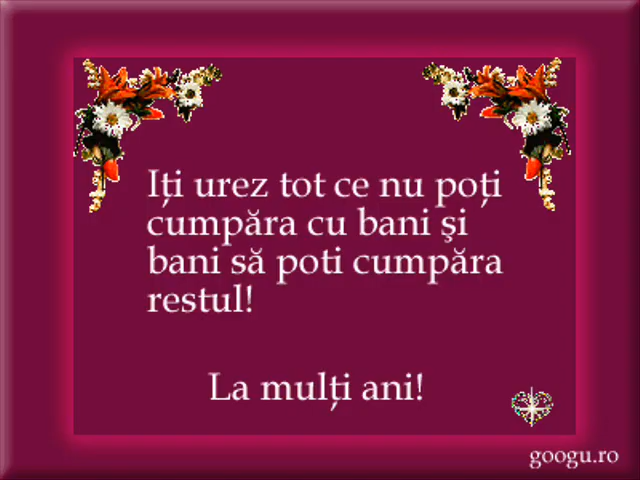 Iți urez tot ce nu poți
cumpăra cu bani şi
bani să poti cumpăra
restul!
La mulți ani!
googu.ro